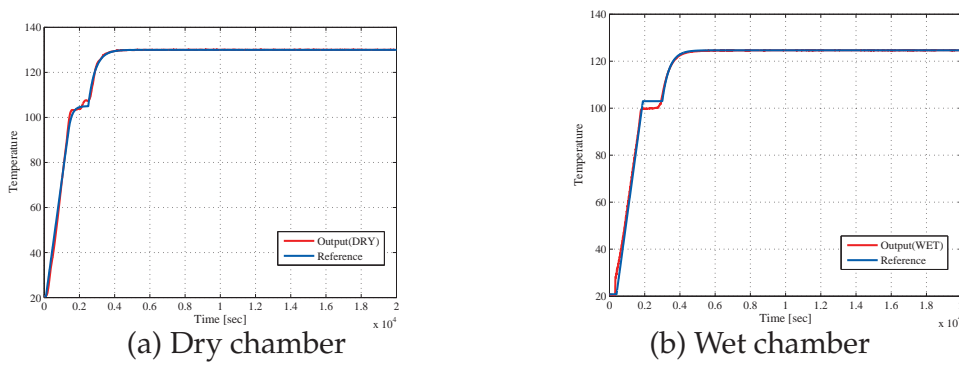 140
120
100
80
60
40
20
Temperature
Output(DRY)
Reference
0 0.2 0.4 0.6 0.8 1 1.2 1.4 1.6 1.8 2
Time [sec]
x 10⁴
(a) Dry chamber
140
120
100
80
60
40
20
Temperature
Output(WET)
Reference
0 0.2 0.4 0.6 0.8 1 1.2 1.4 1.6 1.8
Time [sec]
x 10
(b) Wet chamber